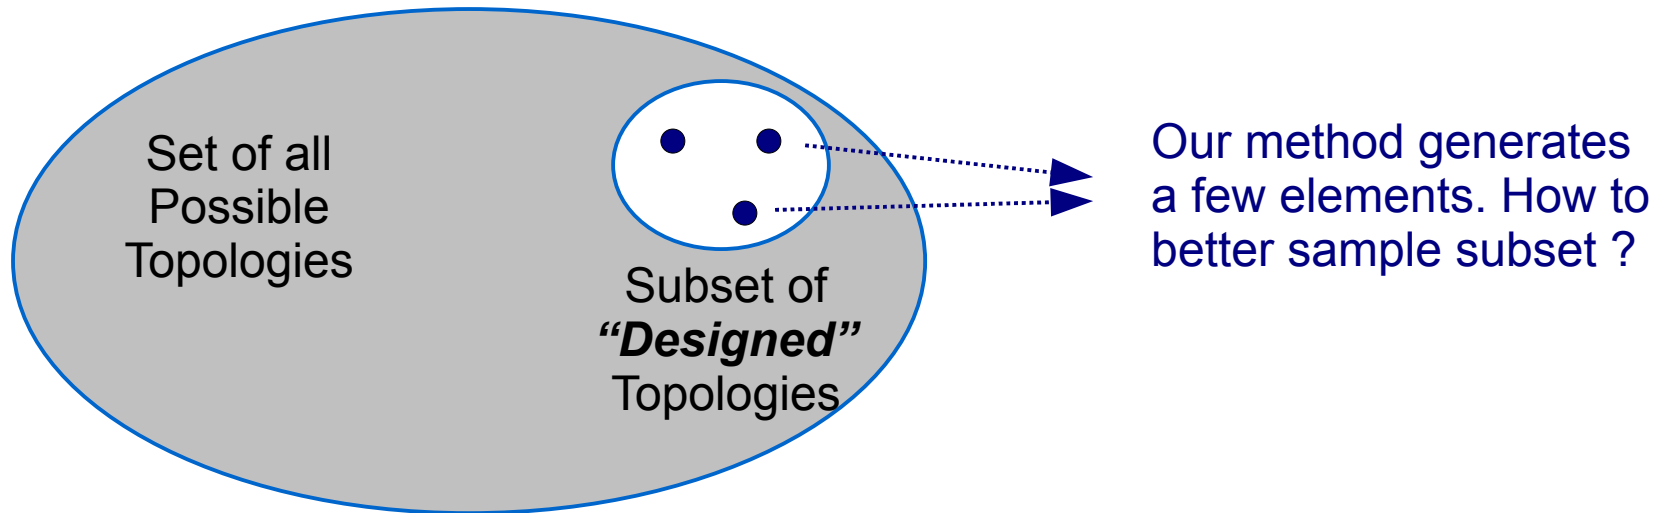 Set of all
Possible
Topologies
Subset of
“Designed”
Topologies
Our method generates
a few elements. How to
better sample subset ?